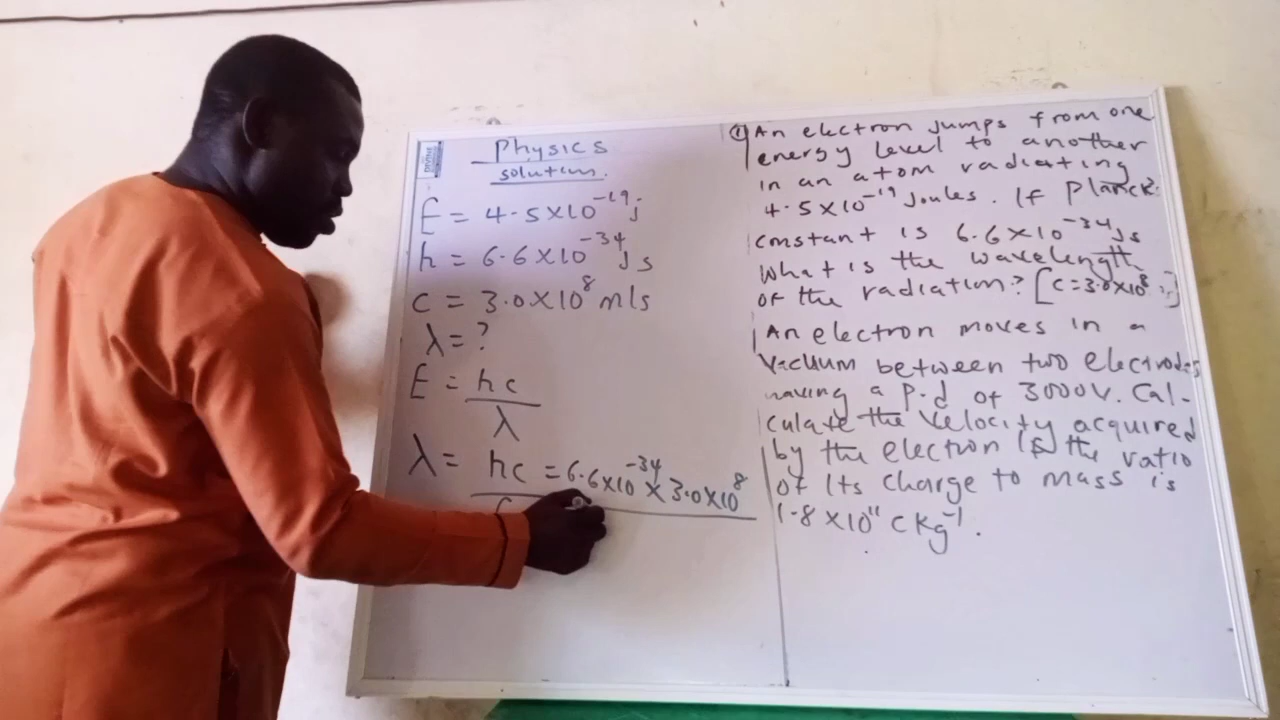 Physics
solution.
E = 4.5×10⁻¹⁹j
h = 6.6×10⁻³⁴Js
c = 3.0×10⁸ m/s
λ = ?
E = hc
λ
λ = hc = 6.6×10⁻³⁴ × 3.0×10⁸
① An electron jumps from one
energy level to another
in an atom radiating
4.5×10⁻¹⁹ Joules. If Planck
constant is 6.6×10⁻³⁴Js
What is the wavelength
of the radiation? [c = 3.0×10⁸
An electron moves in a
Vacuum between two electrodes
having a P.d of 3000V. Cal-
culate the velocity acquired
by the electron if the ratio
of its charge to mass is
1.8×10¹¹ Ckg⁻¹.